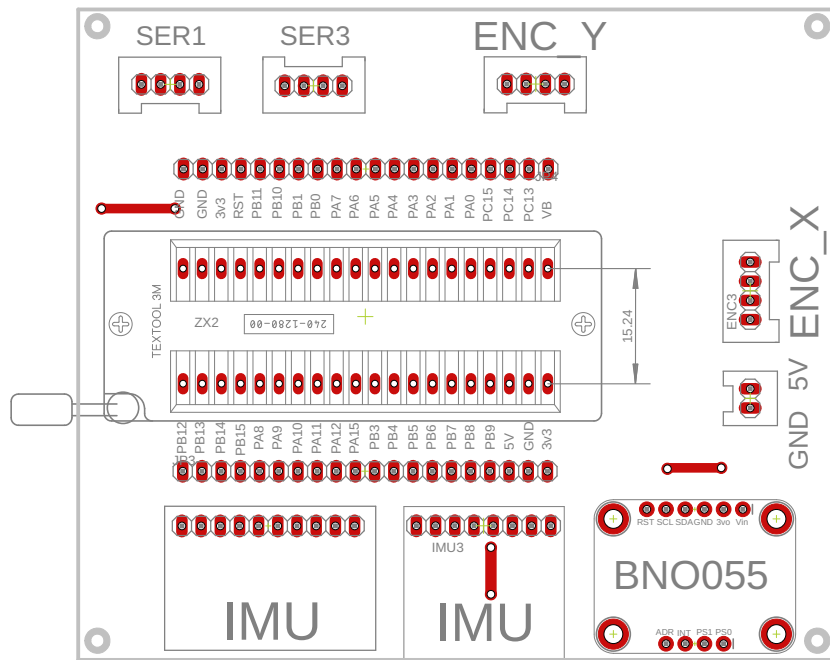 SER1
SER3
ENC_Y
GND
GND
3v3
RST
PB11
PB10
PB1
PB0
PA7
PA6
PA5
PA4
PA3
PA2
PA1
PA0
PC15
PC14
PC13
VB
TEXTOOL 3M
ZX2
240-1280-00
15.24
ENC3
ENC_X
GND 5V
PB12
PB13
PB14
PB15
PA8
PA9
PA10
PA11
PA12
PA15
PB3
PB4
PB5
PB6
PB7
PB8
PB9
5V
GND
3v3
IMU
IMU3
IMU
RST SCL SDA GND 3vo Vin
BNO055
ADR INT PS1 PS0